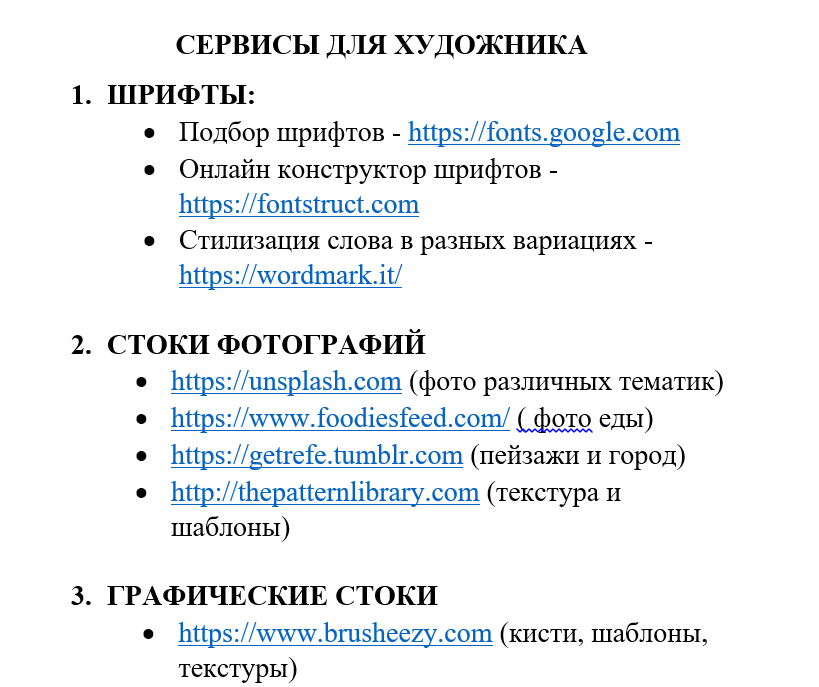 СЕРВИСЫ ДЛЯ ХУДОЖНИКА
1. ШРИФТЫ:
• Подбор шрифтов - https://fonts.google.com
• Онлайн конструктор шрифтов -
https://fontstruct.com
• Стилизация слова в разных вариациях -
https://wordmark.it/
2. СТОКИ ФОТОГРАФИЙ
• https://unsplash.com (фото различных тематик)
• https://www.foodiesfeed.com/ ( фото еды)
• https://getrefe.tumblr.com (пейзажи и город)
• http://thepatternlibrary.com (текстура и
шаблоны)
3. ГРАФИЧЕСКИЕ СТОКИ
• https://www.brusheezy.com (кисти, шаблоны,
текстуры)